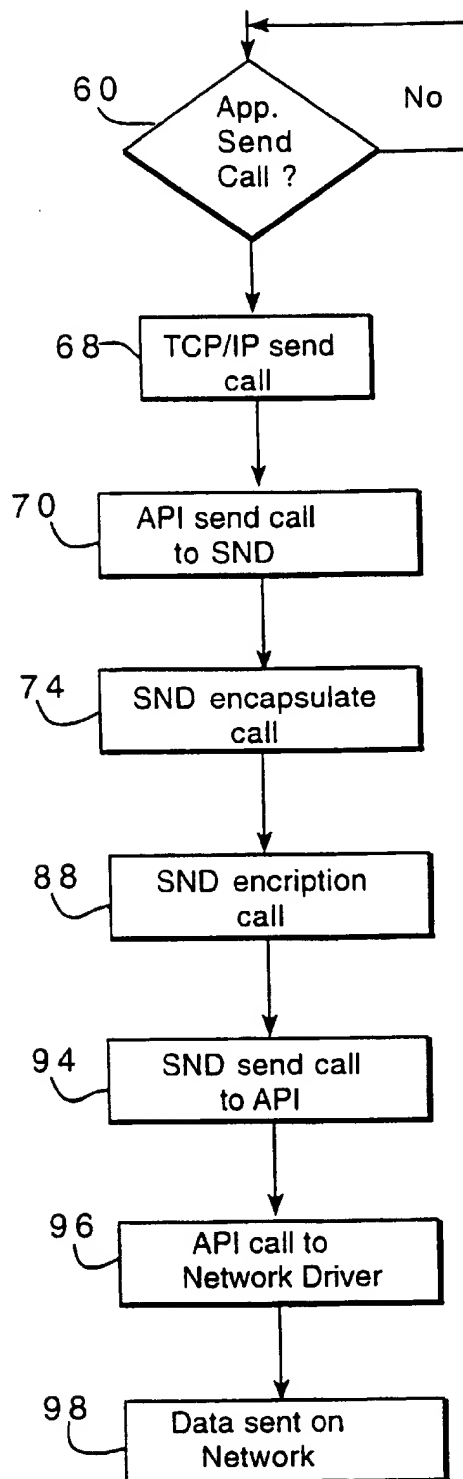 60
App.
Send
Call ?
No
68
TCP/IP send
call
70
API send call
to SND
74
SND encapsulate
call
88
SND encription
call
94
SND send call
to API
96
API call to
Network Driver
98
Data sent on
Network